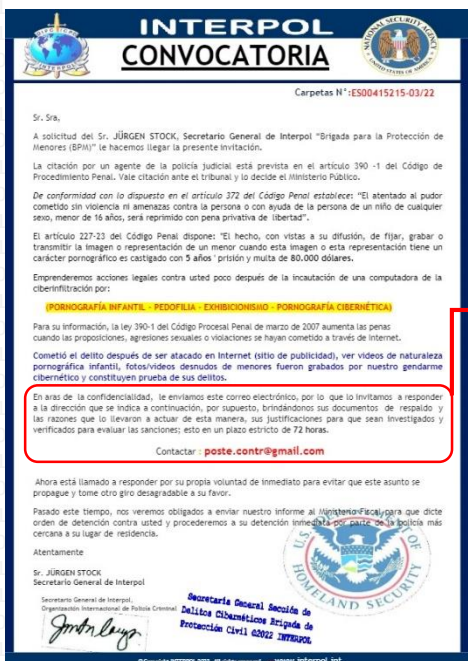 INTERPOL
CONVOCATORIA
NATIONAL SECURITY AGENCY
Carpetas N°:ES00415215-03/22
Sr. Sra,
A solicitud del Sr. JÜRGEN STOCK, Secretario General de Interpol “Brigada para la Protección de
Menores (BPM)” le hacemos llegar la presente invitación.
La citación por un agente de la policía judicial está prevista en el artículo 390 -1 del Código de
Procedimiento Penal. Vale citación ante el tribunal y lo decide el Ministerio Público.
De conformidad con lo dispuesto en el artículo 372 del Código Penal establece: “El atentado al pudor
cometido sin violencia ni amenazas contra la persona o con ayuda de la persona de un niño de cualquier
sexo, menor de 16 años, será reprimido con pena privativa de libertad”.
El artículo 227-23 del Código Penal dispone: "El hecho, con vistas a su difusión, de fijar, grabar o
transmitir la imagen o representación de un menor cuando esta imagen o esta representación tiene un
carácter pornográfico es castigado con 5 años ' prisión y multa de 80.000 dólares.
Emprenderemos acciones legales contra usted poco después de la incautación de una computadora de la
ciberinfiltración por:
(PORNOGRAFÍA INFANTIL - PEDOFILIA - EXHIBICIONISMO - PORNOGRAFÍA CIBERNÉTICA)
Para su información, la ley 390-1 del Código Procesal Penal de marzo de 2007 aumenta las penas
cuando las proposiciones, agresiones sexuales o violaciones se hayan cometido a través de Internet.
Cometió el delito después de ser atacado en Internet (sitio de publicidad), ver videos de naturaleza
pornográfica infantil, fotos/videos desnudos de menores fueron grabados por nuestro gendarme
cibernético y constituyen prueba de sus delitos.
En aras de la confidencialidad, le enviamos este correo electrónico, por lo que lo invitamos a responder
a la dirección que se indica a continuación, por supuesto, brindándonos sus documentos de respaldo y
las razones que lo llevaron a actuar de esta manera, sus justificaciones para que sean investigados y
verificados para evaluar las sanciones; esto en un plazo estricto de 72 horas.
Contactar : poste.contr@gmail.com
Ahora está llamado a responder por su propia voluntad de inmediato para evitar que este asunto se
propague y tome otro giro desagradable a su favor.
Pasado este tiempo, nos veremos obligados a enviar nuestro informe al Ministerio Fiscal para que dicte
orden de detención contra usted y procederemos a su detención inmediata por parte de la policía más
cercana a su lugar de residencia.
Atentamente
Sr. JÜRGEN STOCK
Secretario General de Interpol
Secretario General de Interpol,
Organización Internacional de Policía Criminal
Secretaría General Sección de
Delitos Cibernéticos Brigada de
Protección Civil @2022 INTERPOL
U.S. DEPARTMENT OF
HOMELAND SECURITY
www.interpol.int